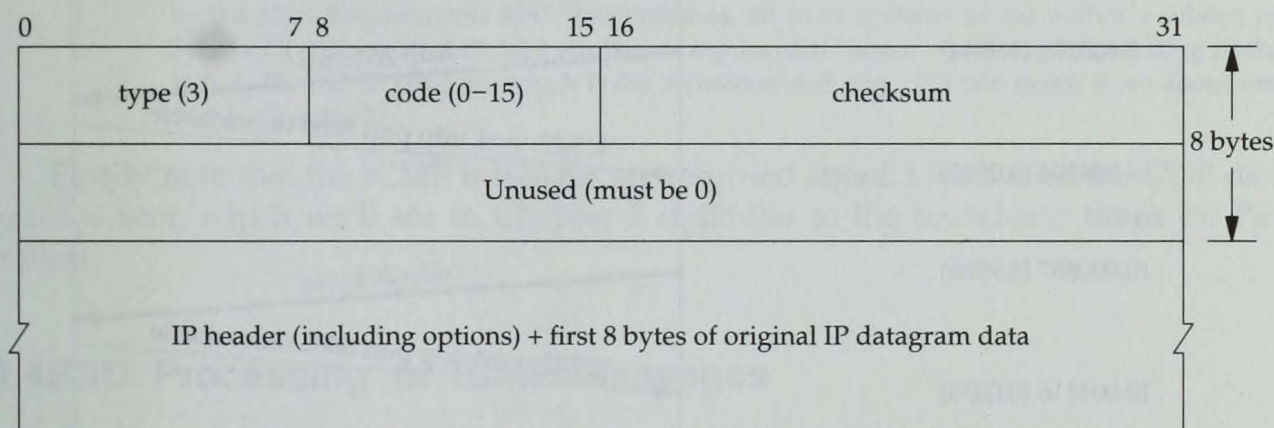 0 7 8 15 16 31
type (3) code (0–15) checksum
8 bytes
Unused (must be 0)
IP header (including options) + first 8 bytes of original IP datagram data